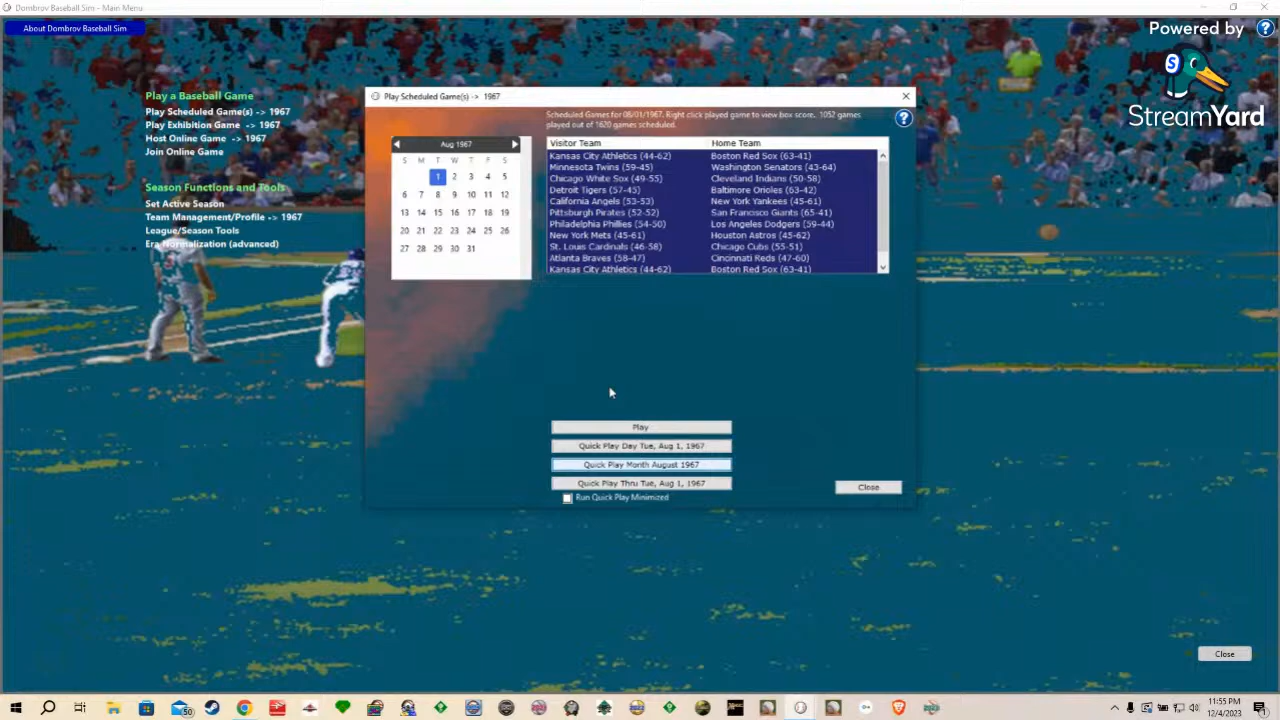 Dombrov Baseball Sim - Main Menu
About Dombrov Baseball Sim
Powered by
StreamYard
Play a Baseball Game
Play Scheduled Game(s) -> 1967
Play Exhibition Game -> 1967
Host Online Game -> 1967
Join Online Game
Season Functions and Tools
Set Active Season
Team Management/Profile -> 1967
League/Season Tools
Era Normalization (advanced)
Play Scheduled Game(s) -> 1967
Scheduled Games for 08/01/1967. Right click played game to view box score. 1052 games
played out of 1620 games scheduled.
Aug 1967
S M T W T F S
1 2 3 4 5
6 7 8 9 10 11 12
13 14 15 16 17 18 19
20 21 22 23 24 25 26
27 28 29 30 31
Visitor Team Home Team
Kansas City Athletics (44-62) Boston Red Sox (63-41)
Minnesota Twins (59-45) Washington Senators (43-64)
Chicago White Sox (49-55) Cleveland Indians (50-58)
Detroit Tigers (57-45) Baltimore Orioles (63-42)
California Angels (53-53) New York Yankees (45-61)
Pittsburgh Pirates (52-52) San Francisco Giants (65-41)
Philadelphia Phillies (54-50) Los Angeles Dodgers (59-44)
New York Mets (45-61) Houston Astros (45-62)
St. Louis Cardinals (46-58) Chicago Cubs (55-51)
Atlanta Braves (58-47) Cincinnati Reds (47-60)
Kansas City Athletics (44-62) Boston Red Sox (63-41)
Play
Quick Play Day Tue, Aug 1, 1967
Quick Play Month August 1967
Quick Play Thru Tue, Aug 1, 1967
Run Quick Play Minimized
Close
Close
50
11:55 PM
12/4/2023